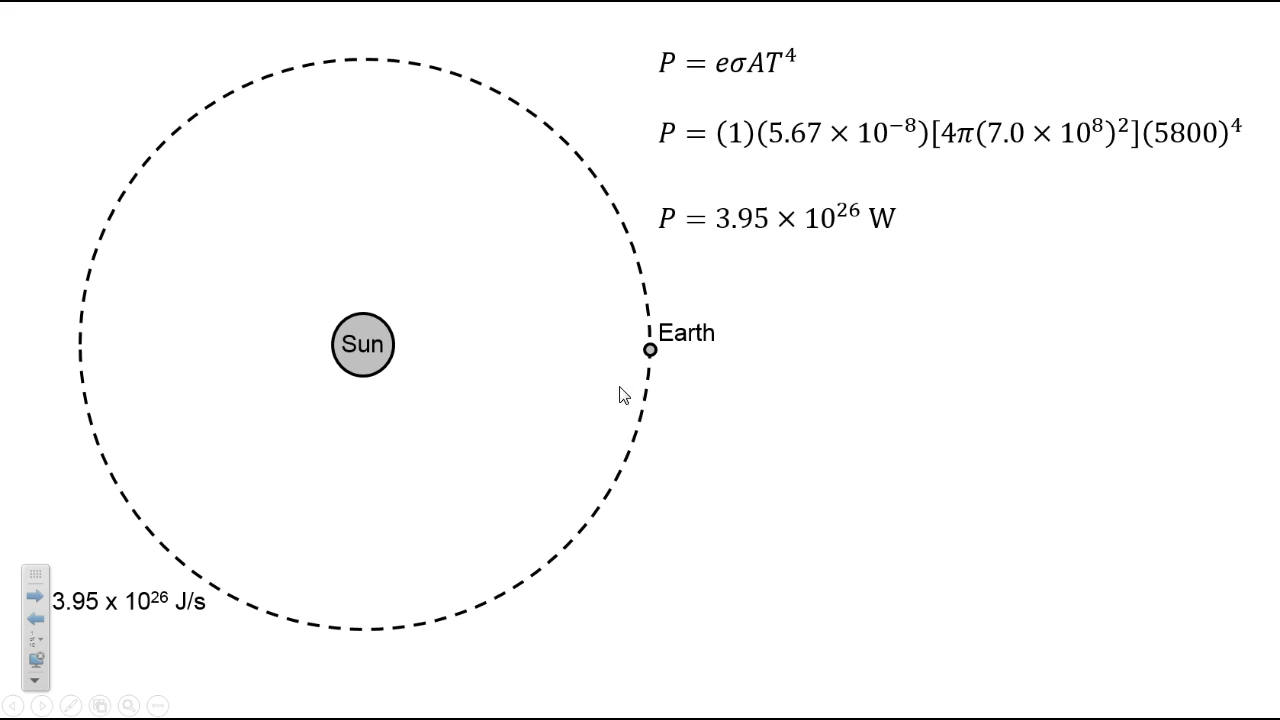 P = eσAT⁴
P = (1)(5.67 × 10⁻⁸)[4π(7.0 × 10⁸)²](5800)⁴
P = 3.95 × 10²⁶ W
Earth
Sun
3.95 x 10²⁶ J/s